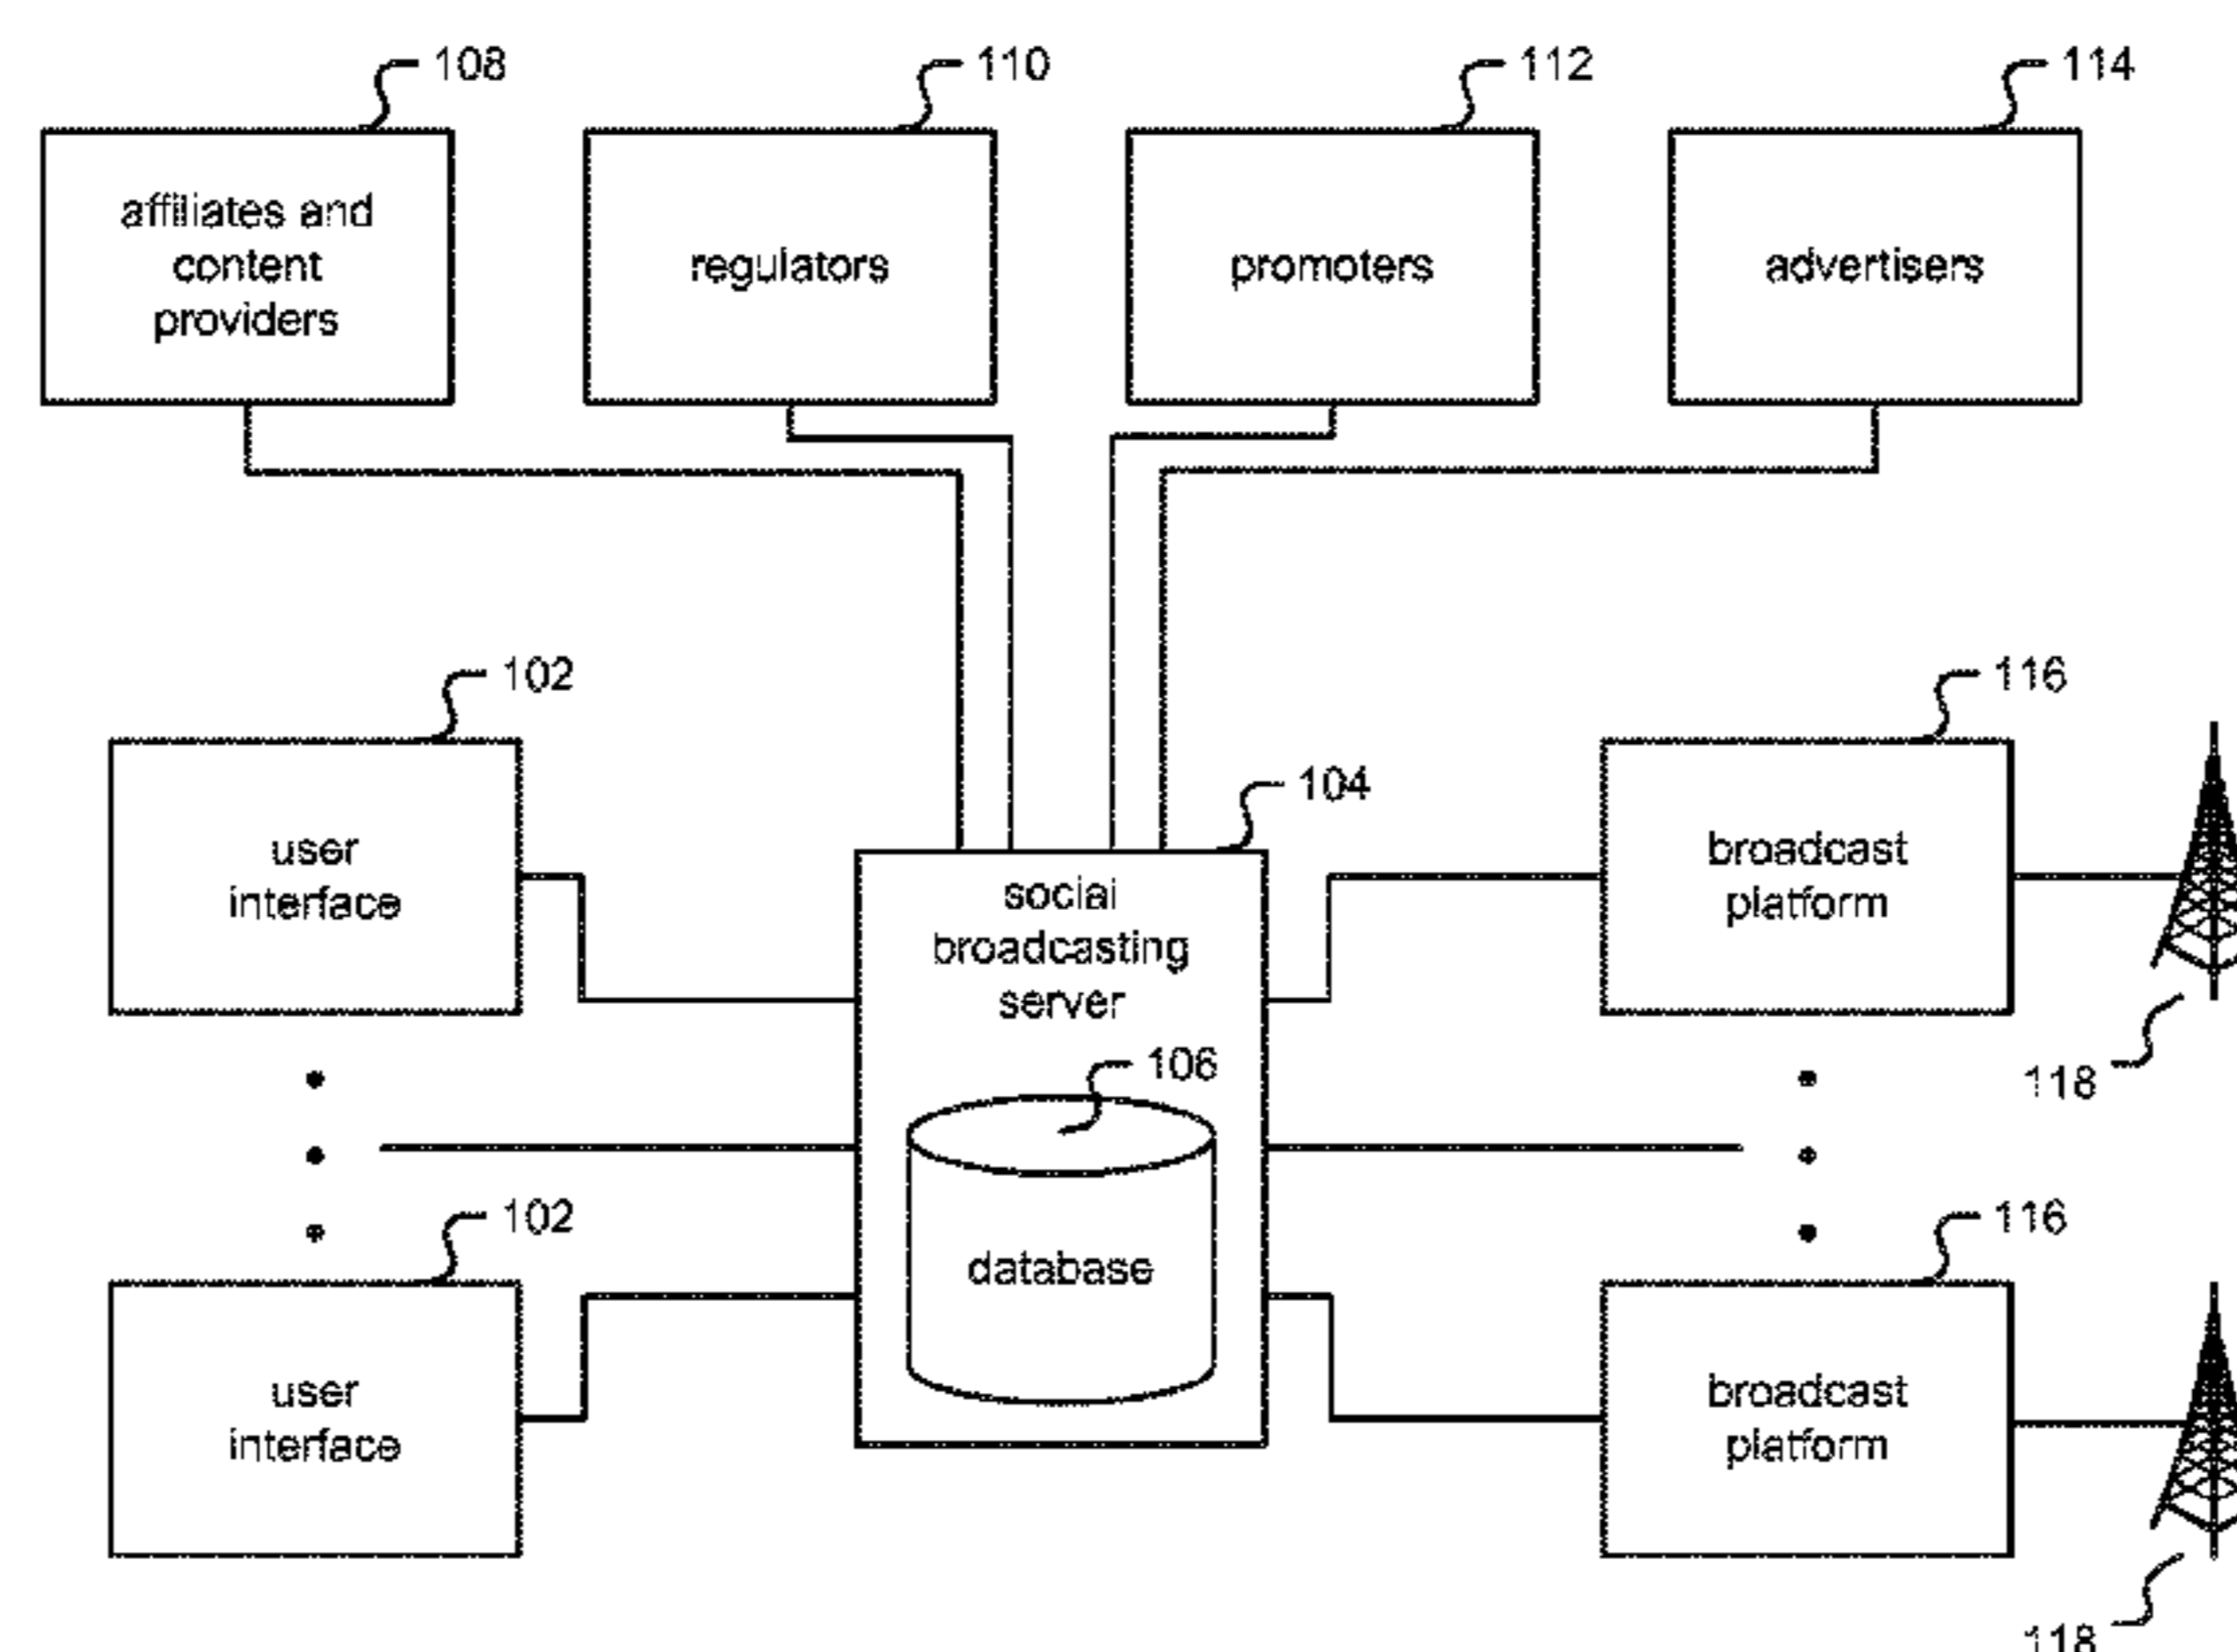 108
110
112
114
affiliates and
content
providers
regulators
promoters
advertisers
102
116
104
user
interface
social
broadcasting
server
broadcast
platform
106
118
102
116
database
user
interface
broadcast
platform
118